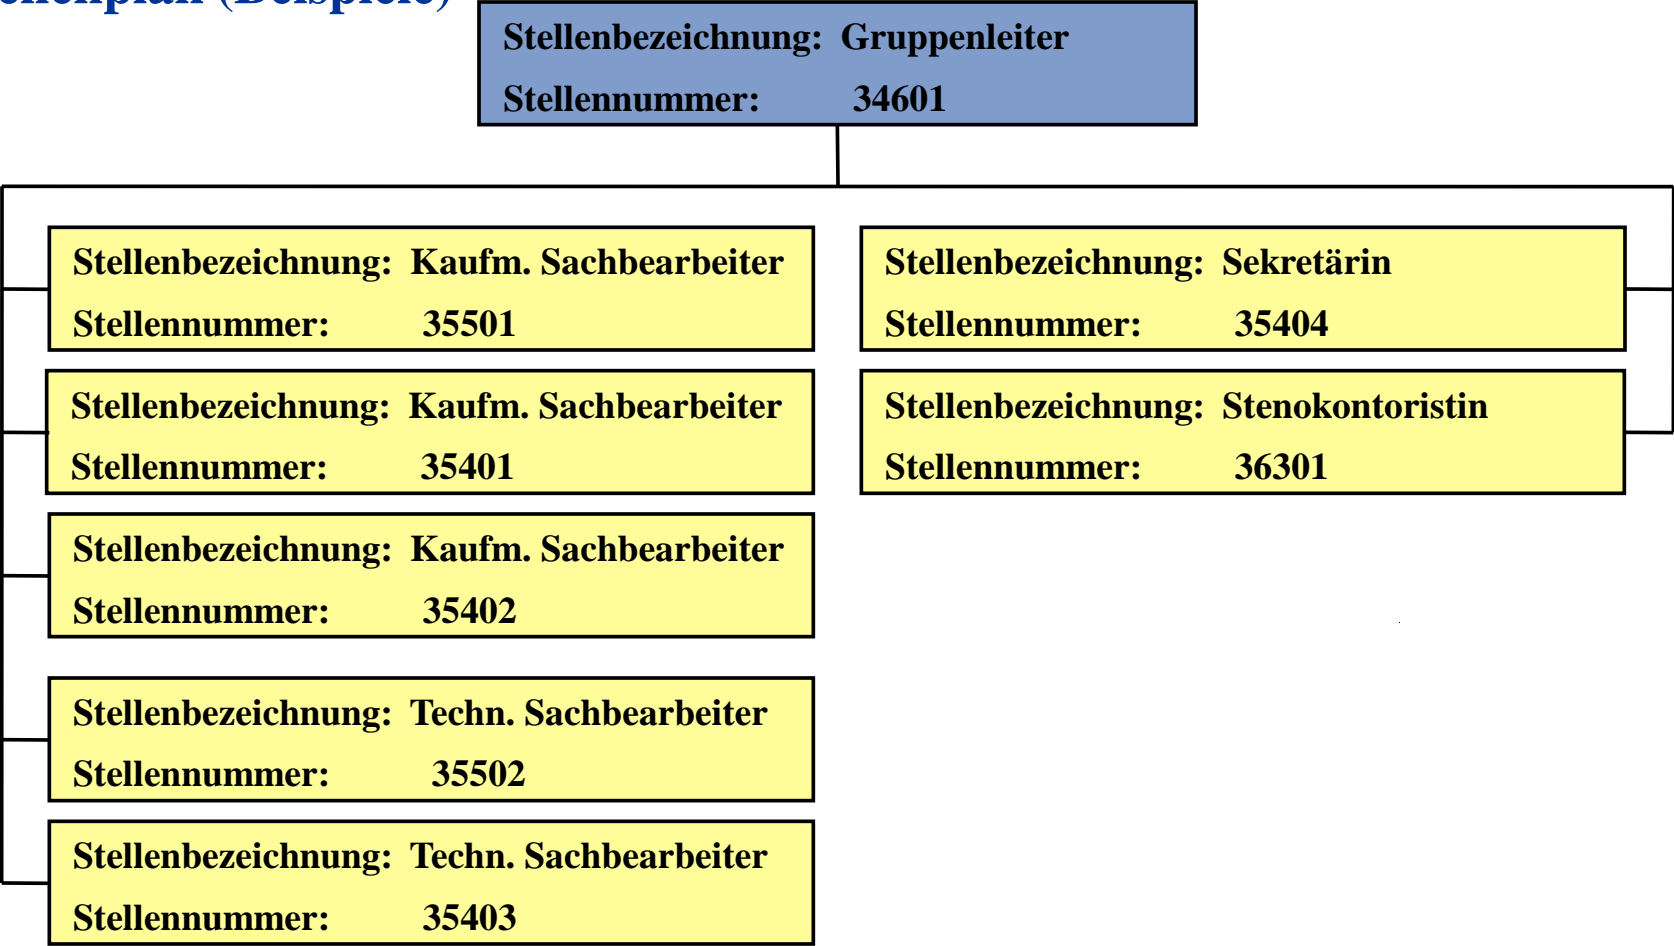 (Beispiele)
Stellenbezeichnung: Gruppenleiter
Stellennummer: 34601
Stellenbezeichnung: Kaufm. Sachbearbeiter
Stellennummer: 35501
Stellenbezeichnung: Kaufm. Sachbearbeiter
Stellennummer: 35401
Stellenbezeichnung: Kaufm. Sachbearbeiter
Stellennummer: 35402
Stellenbezeichnung: Techn. Sachbearbeiter
Stellennummer: 35502
Stellenbezeichnung: Techn. Sachbearbeiter
Stellennummer: 35403
Stellenbezeichnung: Sekretärin
Stellennummer: 35404
Stellenbezeichnung: Stenokontoristin
Stellennummer: 36301